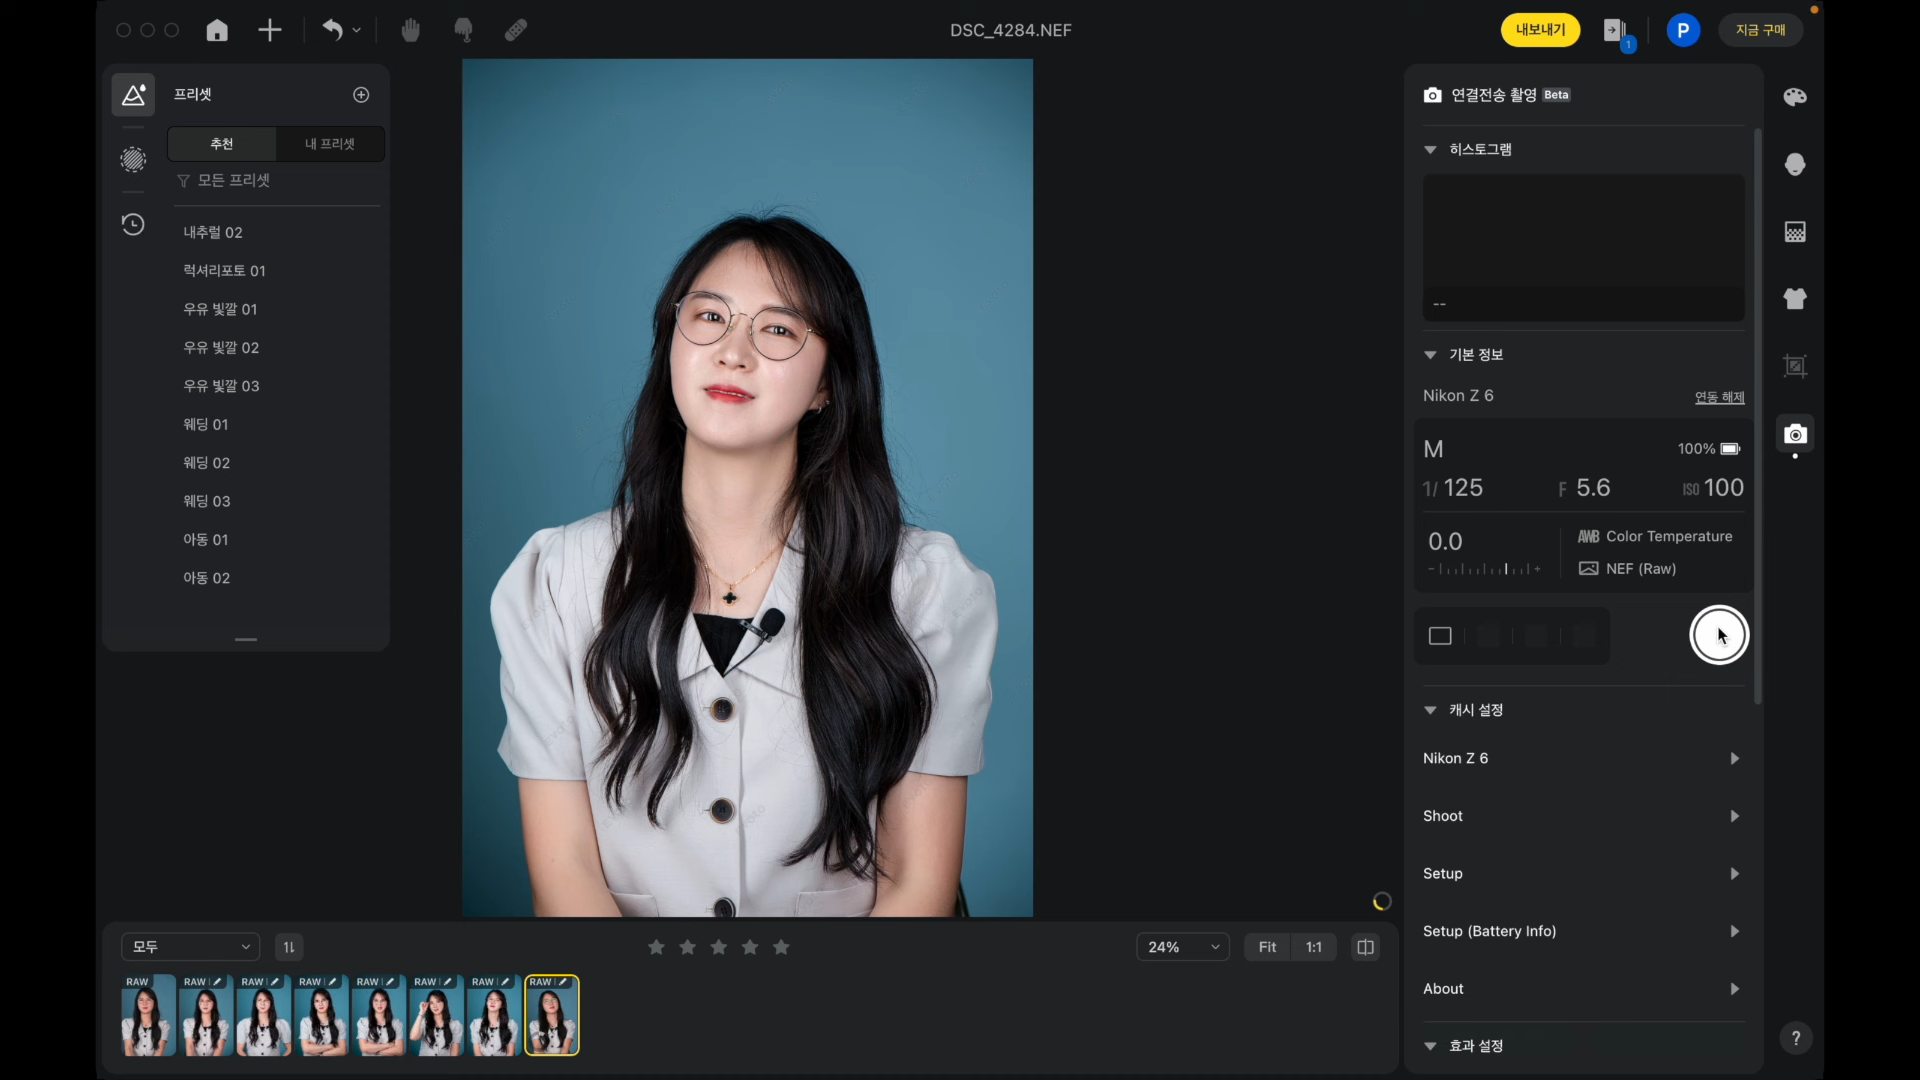 DSC_4284.NEF
내보내기
1
P
지금 구매
프리셋
추천
내 프리셋
모든 프리셋
내추럴 02
럭셔리포토 01
우유 빛깔 01
우유 빛깔 02
우유 빛깔 03
웨딩 01
웨딩 02
웨딩 03
아동 01
아동 02
연결전송 촬영 Beta
히스토그램
--
기본 정보
Nikon Z 6
연동 해제
M
100%
1/ 125
F 5.6
ISO 100
0.0
- +
AWB Color Temperature
NEF (Raw)
캐시 설정
Nikon Z 6
Shoot
Setup
Setup (Battery Info)
About
효과 설정
?
모두
24%
Fit
1:1
RAW
RAW
RAW
RAW
RAW
RAW
RAW
RAW
Evoto
Evoto
Evoto